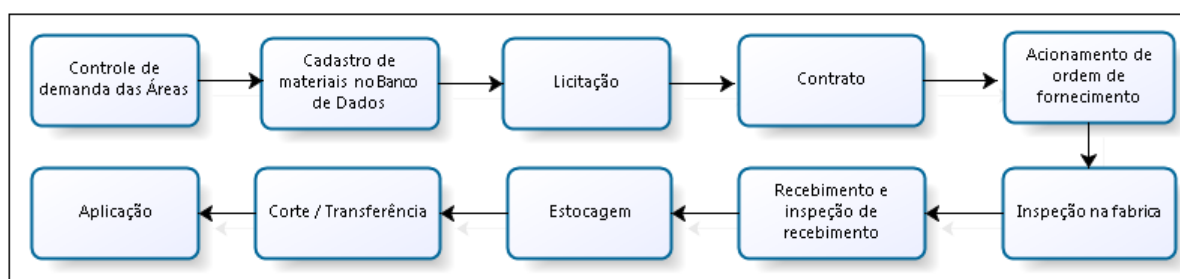 Controle de
demanda das Áreas
Cadastro de
materiais no Banco
de Dados
Licitação
Contrato
Acionamento de
ordem de
fornecimento
Inspeção na fabrica
Recebimento e
inspeção de
recebimento
Estocagem
Corte / Transferência
Aplicação